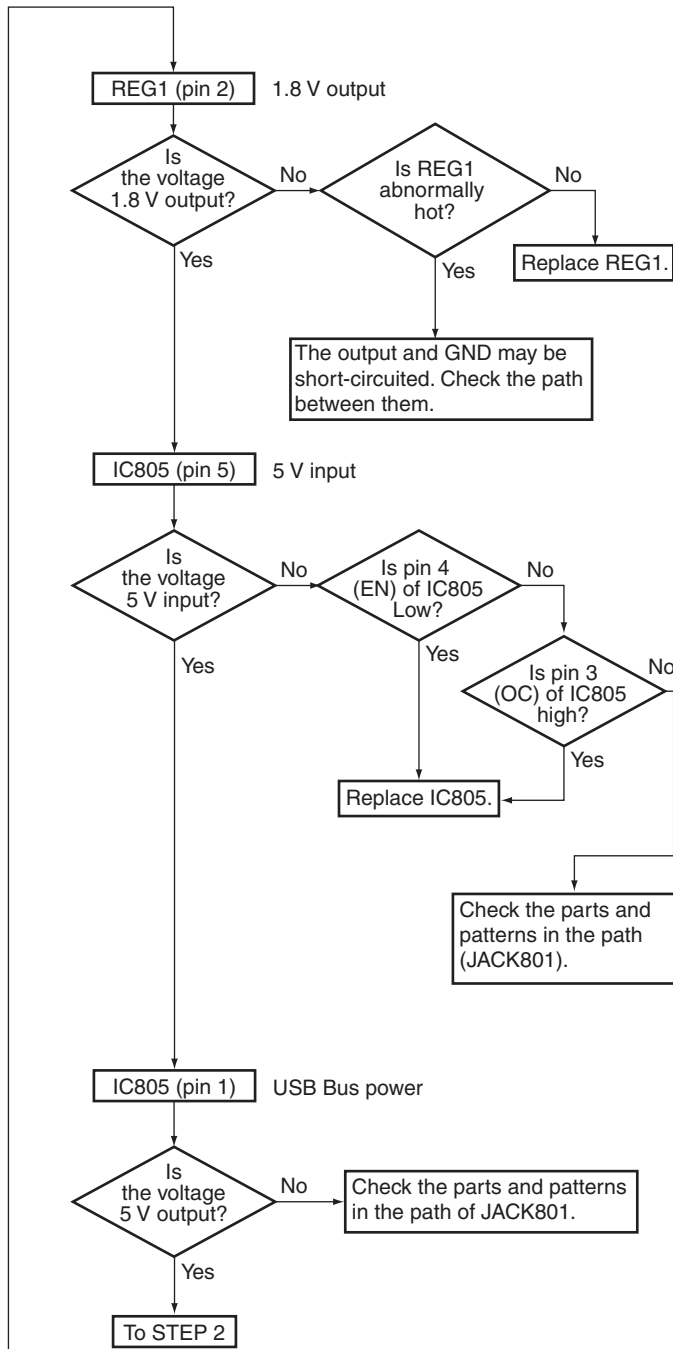 REG1 (pin 2)
1.8 V output
Is
the voltage
1.8 V output?
No
Is REG1
abnormally
hot?
No
Replace REG1.
Yes
Yes
The output and GND may be
short-circuited. Check the path
between them.
IC805 (pin 5)
5 V input
Is
the voltage
5 V input?
No
Is pin 4
(EN) of IC805
Low?
No
Yes
Yes
Is pin 3
(OC) of IC805
high?
No
Yes
Replace IC805.
Check the parts and
patterns in the path
(JACK801).
IC805 (pin 1)
USB Bus power
Is
the voltage
5 V output?
No
Check the parts and patterns
in the path of JACK801.
Yes
To STEP 2